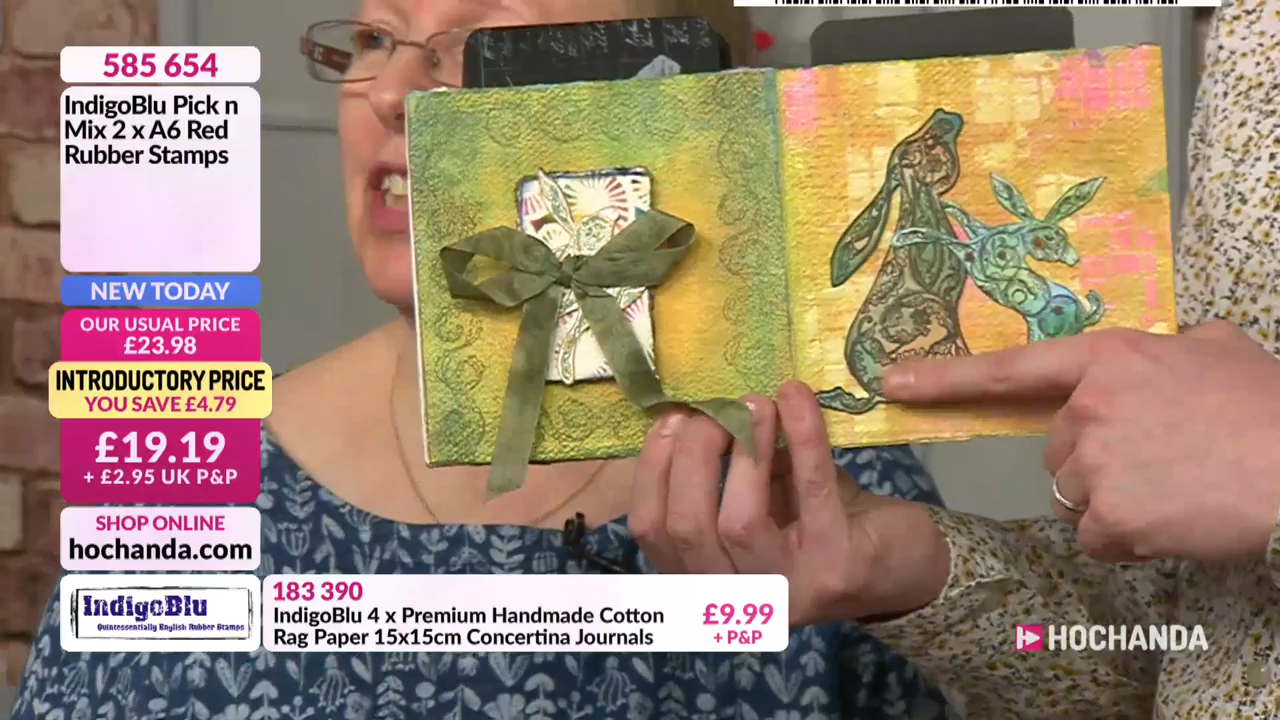 585 654
IndigoBlu Pick n
Mix 2 x A6 Red
Rubber Stamps
NEW TODAY
OUR USUAL PRICE
£23.98
INTRODUCTORY PRICE
YOU SAVE £4.79
£19.19
+ £2.95 UK P&P
SHOP ONLINE
hochanda.com
IndigoBlu
Quintessentially English Rubber Stamps
183 390
IndigoBlu 4 x Premium Handmade Cotton
Rag Paper 15x15cm Concertina Journals
£9.99
+ P&P
HOCHANDA